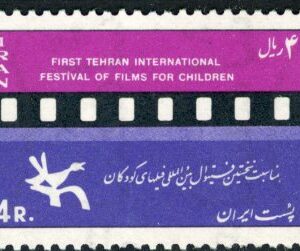 IRAN
۴ ریال
FIRST TEHRAN INTERNATIONAL
FESTIVAL OF FILMS FOR CHILDREN
بمناسبت نخستین فستیوال بین‌المللی فیلمهای کودکان
4R.
پست ایران